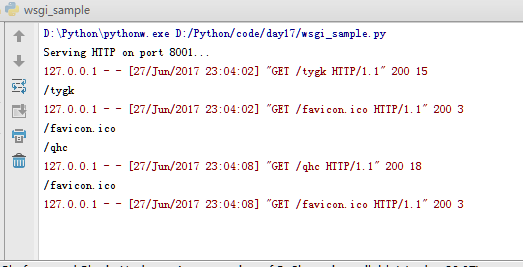 wsgi_sample
D:\Python\pythonw.exe D:/Python/code/day17/wsgi_sample.py
Serving HTTP on port 8001...
127.0.0.1 - - [27/Jun/2017 23:04:02] "GET /tygk HTTP/1.1" 200 15
/tygk
127.0.0.1 - - [27/Jun/2017 23:04:02] "GET /favicon.ico HTTP/1.1" 200 3
/favicon.ico
/qhc
127.0.0.1 - - [27/Jun/2017 23:04:08] "GET /qhc HTTP/1.1" 200 18
/favicon.ico
127.0.0.1 - - [27/Jun/2017 23:04:08] "GET /favicon.ico HTTP/1.1" 200 3